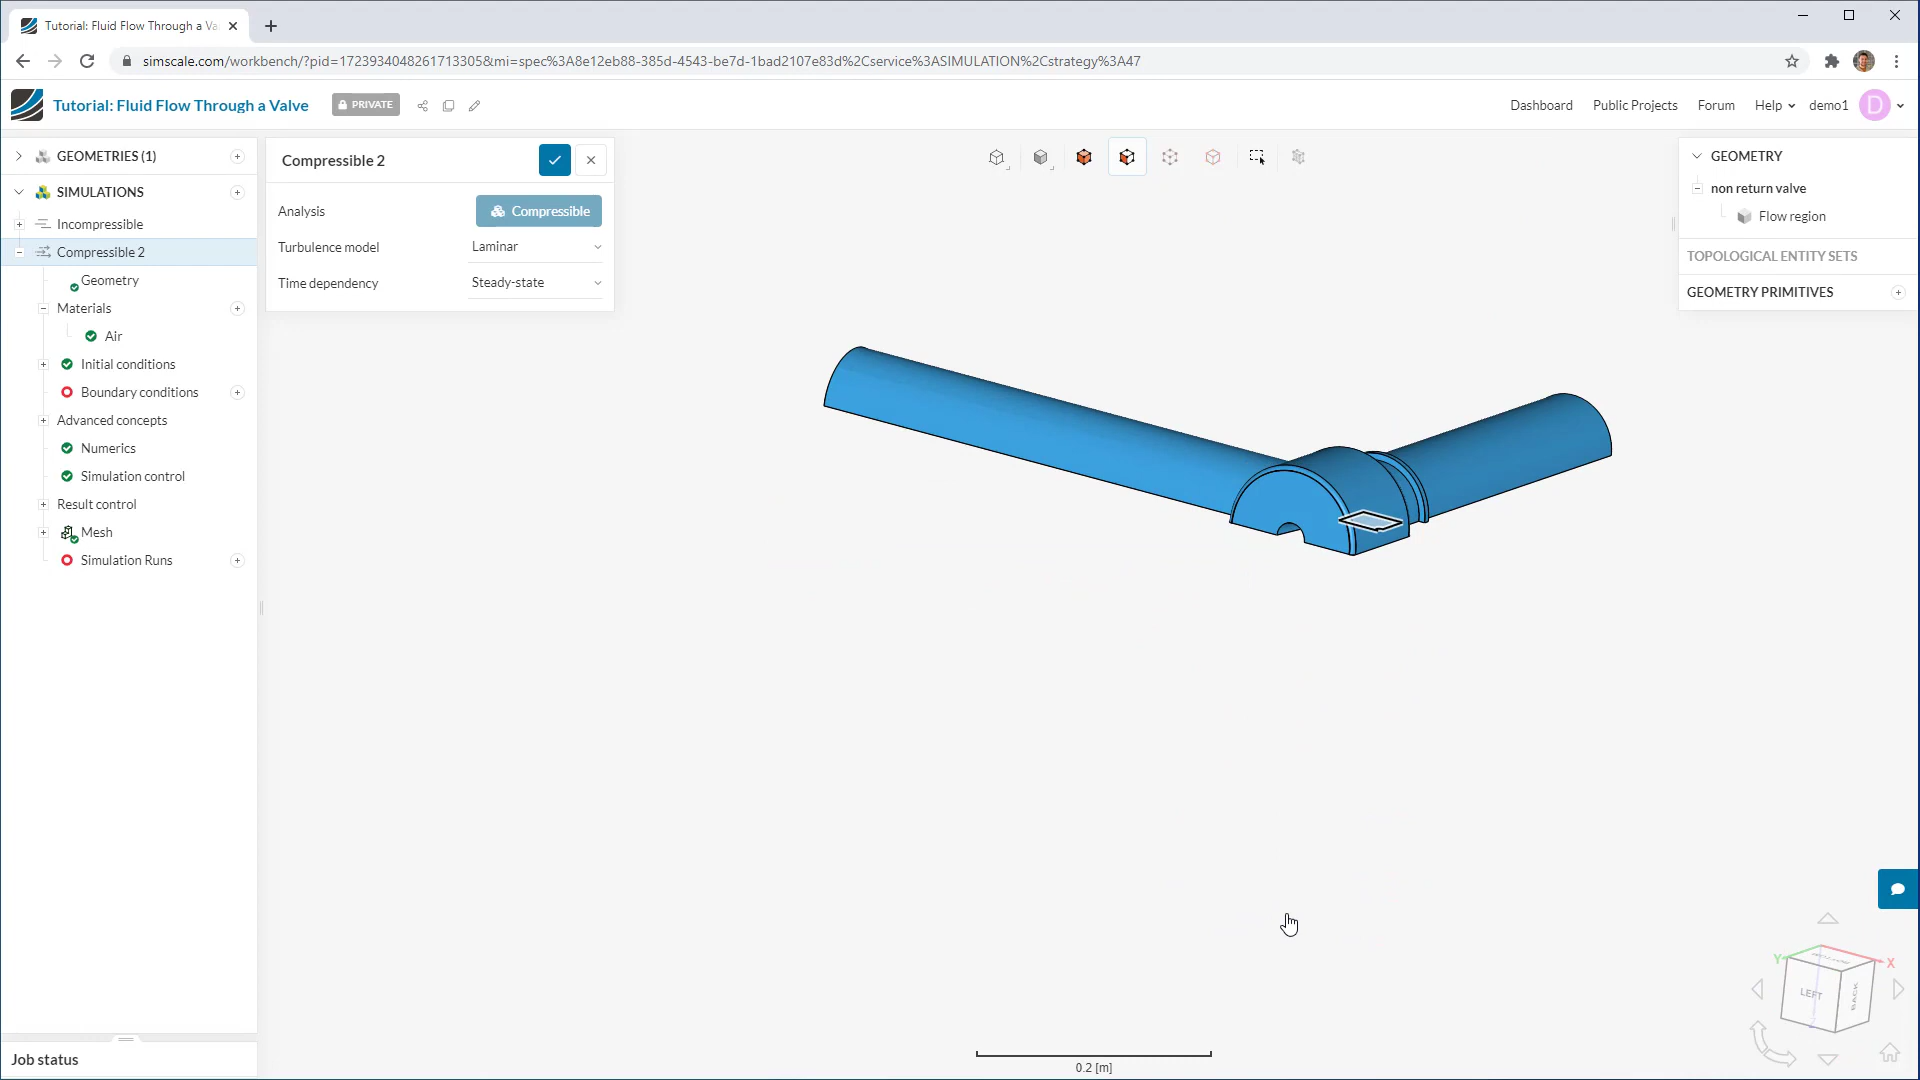 Tutorial: Fluid Flow Through a Va
simscale.com/workbench/?pid=1723934048261713305&mi=spec%3A8e12eb88-385d-4543-be7d-1bad2107e83d%2Cservice%3ASIMULATION%2Cstrategy%3A47
Tutorial: Fluid Flow Through a Valve
PRIVATE
Dashboard
Public Projects
Forum
Help
demo1
D
GEOMETRIES (1)
SIMULATIONS
Incompressible
Compressible 2
Geometry
Materials
Air
Initial conditions
Boundary conditions
Advanced concepts
Numerics
Simulation control
Result control
Mesh
Simulation Runs
Job status
Compressible 2
Analysis
Compressible
Turbulence model
Laminar
Time dependency
Steady-state
GEOMETRY
non return valve
Flow region
TOPOLOGICAL ENTITY SETS
GEOMETRY PRIMITIVES
0.2 [m]
Y
X
LEFT
BACK